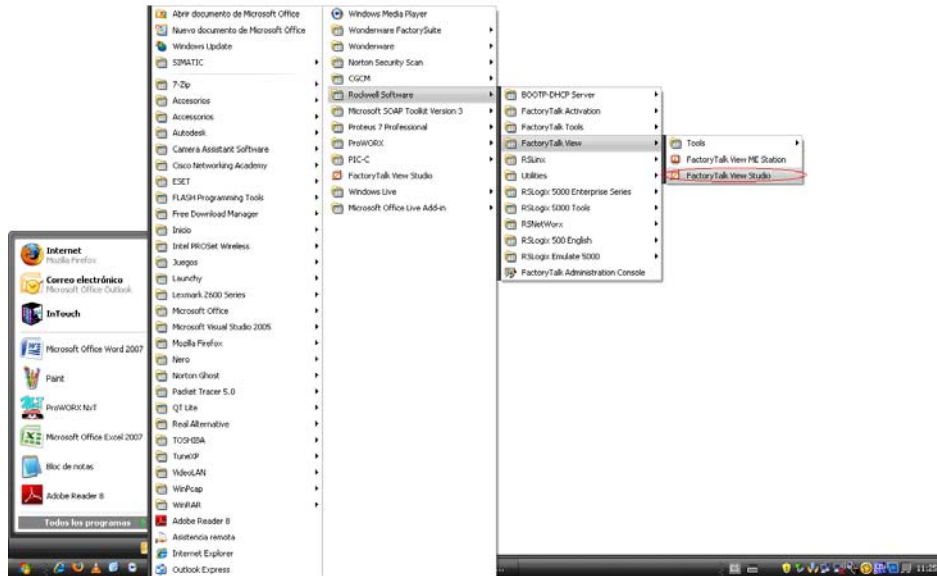 Internet
Mozilla Firefox
Correo electrónico
Microsoft Office Outlook
InTouch
Microsoft Office Word 2007
Paint
ProWORX NxT
Microsoft Office Excel 2007
Bloc de notas
Adobe Reader 8
Todos los programas
Abrir documento de Microsoft Office
Nuevo documento de Microsoft Office
Windows Update
SIMATIC
7-Zip
Accesorios
Accessorios
Autodesk
Camera Assistant Software
Cisco Networking Academy
ESET
FLASH Programming Tools
Free Download Manager
Inicio
Intel PROSet Wireless
Juegos
Launchy
Lexmark Z600 Series
Microsoft Office
Microsoft Visual Studio 2005
Mozilla Firefox
Nero
Norton Ghost
Packet Tracer 5.0
QT Lite
Real Alternative
TOSHIBA
TuneXP
VideoLAN
WinPcap
WinRAR
Adobe Reader 8
Asistencia remota
Internet Explorer
Outlook Express
Windows Media Player
Wonderware FactorySuite
Wonderware
Norton Security Scan
CGCM
Rockwell Software
Microsoft SOAP Toolkit Version 3
Proteus 7 Professional
ProWORX
PIC-C
FactoryTalk View Studio
Windows Live
Microsoft Office Live Add-in
BOOTP-DHCP Server
FactoryTalk Activation
FactoryTalk Tools
FactoryTalk View
RSLinx
Utilities
RSLogix 5000 Enterprise Series
RSLogix 5000 Tools
RSNetWorx
RSLogix 500 English
RSLogix Emulate 5000
FactoryTalk Administration Console
Tools
FactoryTalk View ME Station
FactoryTalk View Studio
11:25